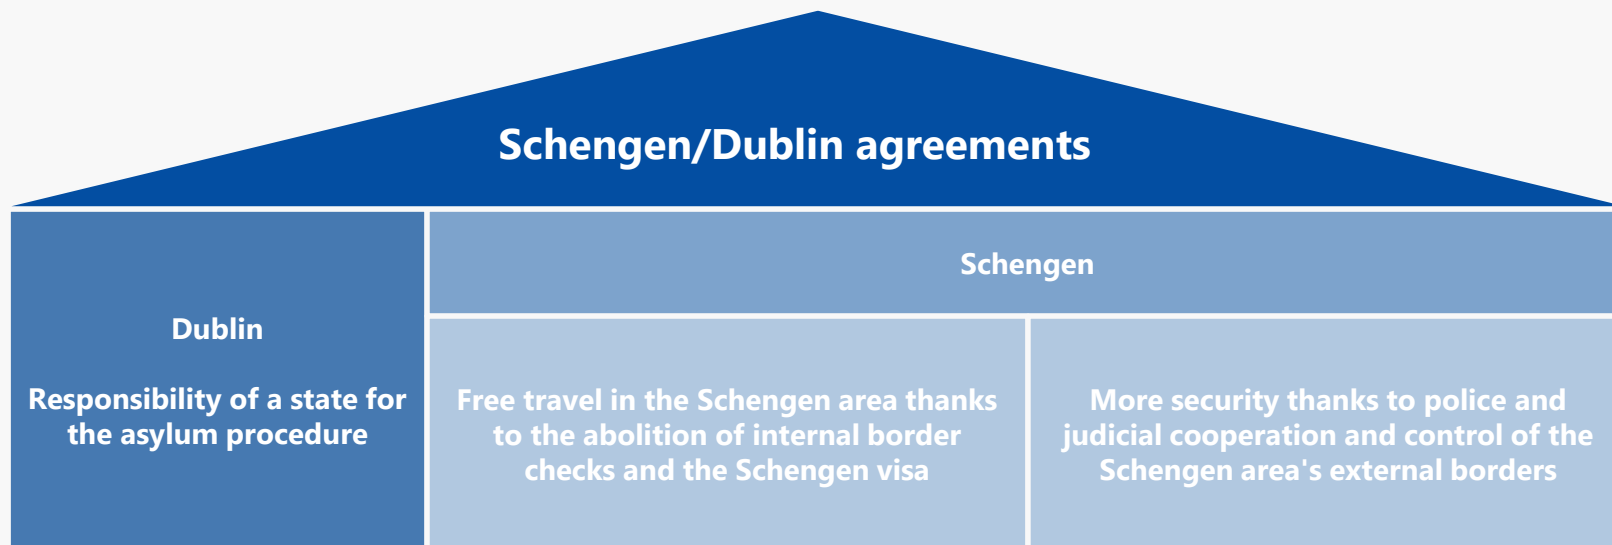 Schengen/Dublin agreements
Dublin
Responsibility of a state for
the asylum procedure
Schengen
Free travel in the Schengen area thanks
to the abolition of internal border
checks and the Schengen visa
More security thanks to police and
judicial cooperation and control of the
Schengen area's external borders